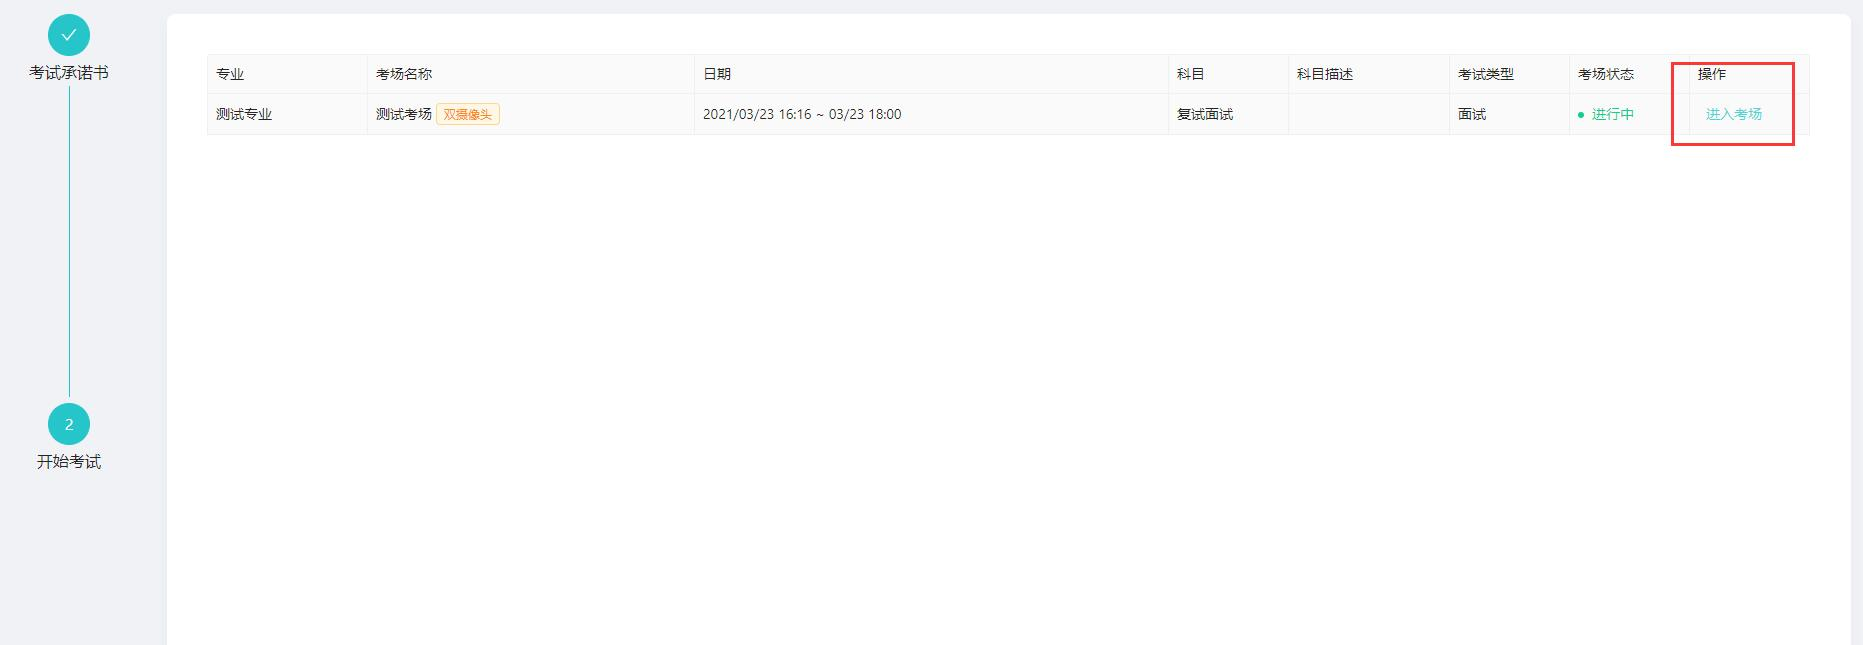 考试承诺书
2
开始考试
专业 考场名称 日期 科目 科目描述 考试类型 考场状态 操作
测试专业 测试考场 双摄像头 2021/03/23 16:16 ~ 03/23 18:00 复试面试 面试 进行中 进入考场